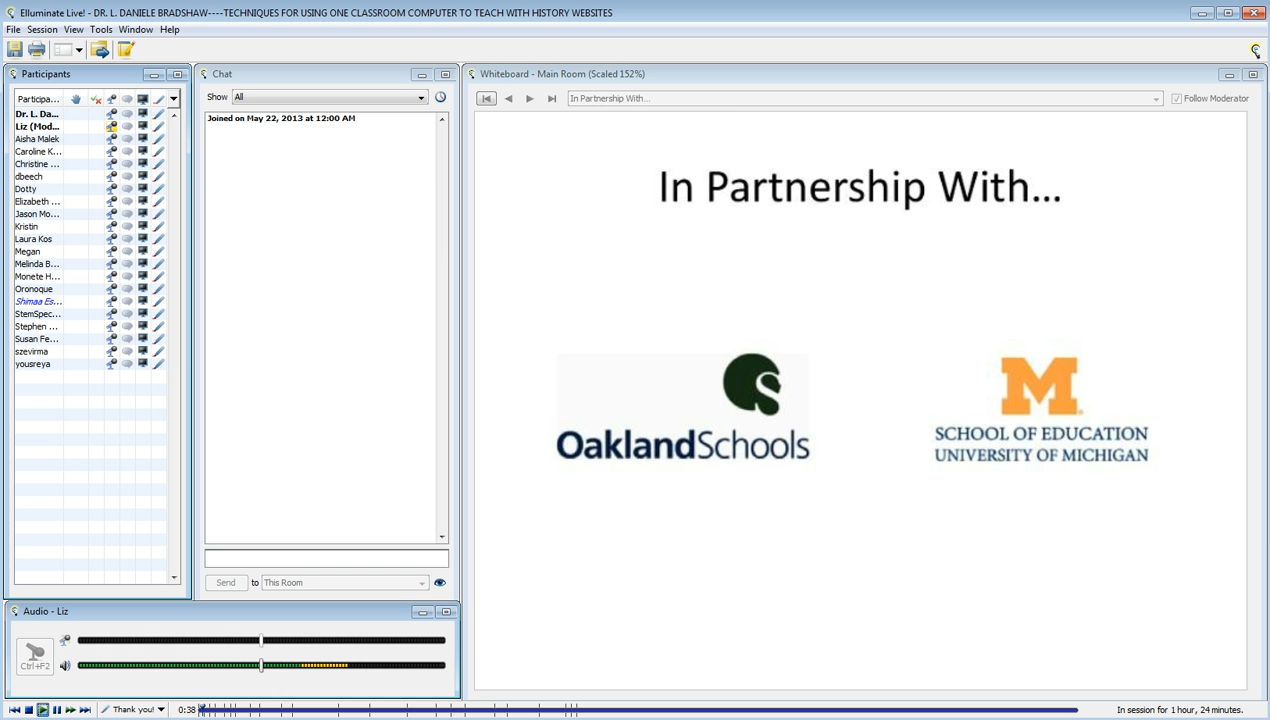 Elluminate Live! - DR. L. DANIELE BRADSHAW----TECHNIQUES FOR USING ONE CLASSROOM COMPUTER TO TEACH WITH HISTORY WEBSITES
File Session View Tools Window Help
Participants
Participa...
Dr. L. Da...
Liz (Mod...
Aisha Malek
Caroline K...
Christine ...
dbeech
Dotty
Elizabeth ...
Jason Mo...
Kristin
Laura Kos
Megan
Melinda B...
Monete H...
Oronoque
Shimaa Es...
StemSpec...
Stephen ...
Susan Fe...
szevirma
yousreya
Chat
Show All
Joined on May 22, 2013 at 12:00 AM
Send to This Room
Audio - Liz
Ctrl+F2
Whiteboard - Main Room (Scaled 152%)
In Partnership With... Follow Moderator
In Partnership With...
OaklandSchools
M
SCHOOL OF EDUCATION
UNIVERSITY OF MICHIGAN
Thank you! 0:38 In session for 1 hour, 24 minutes.